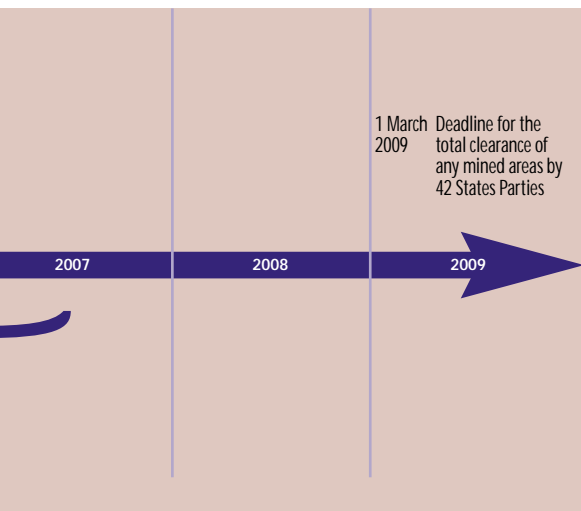 1 March 2009
Deadline for the
total clearance of
any mined areas by
42 States Parties
2007 2008 2009